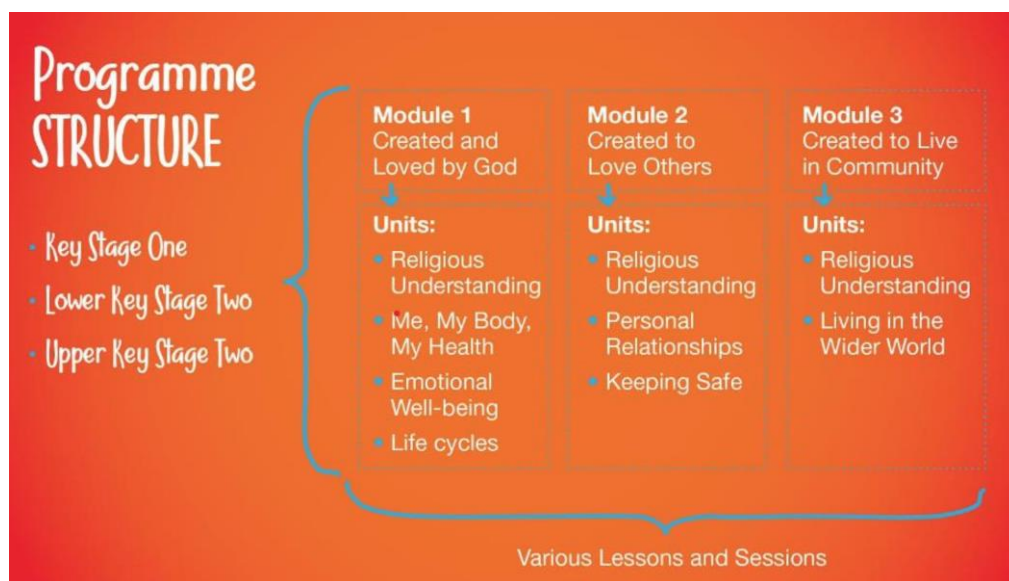 Programme
STRUCTURE
• Key Stage One
• Lower Key Stage Two
• Upper Key Stage Two
Module 1
Created and
Loved by God
Units:
• Religious
Understanding
• Me, My Body,
My Health
• Emotional
Well-being
• Life cycles
Module 2
Created to
Love Others
Units:
• Religious
Understanding
• Personal
Relationships
• Keeping Safe
Module 3
Created to Live
in Community
Units:
• Religious
Understanding
• Living in the
Wider World
Various Lessons and Sessions